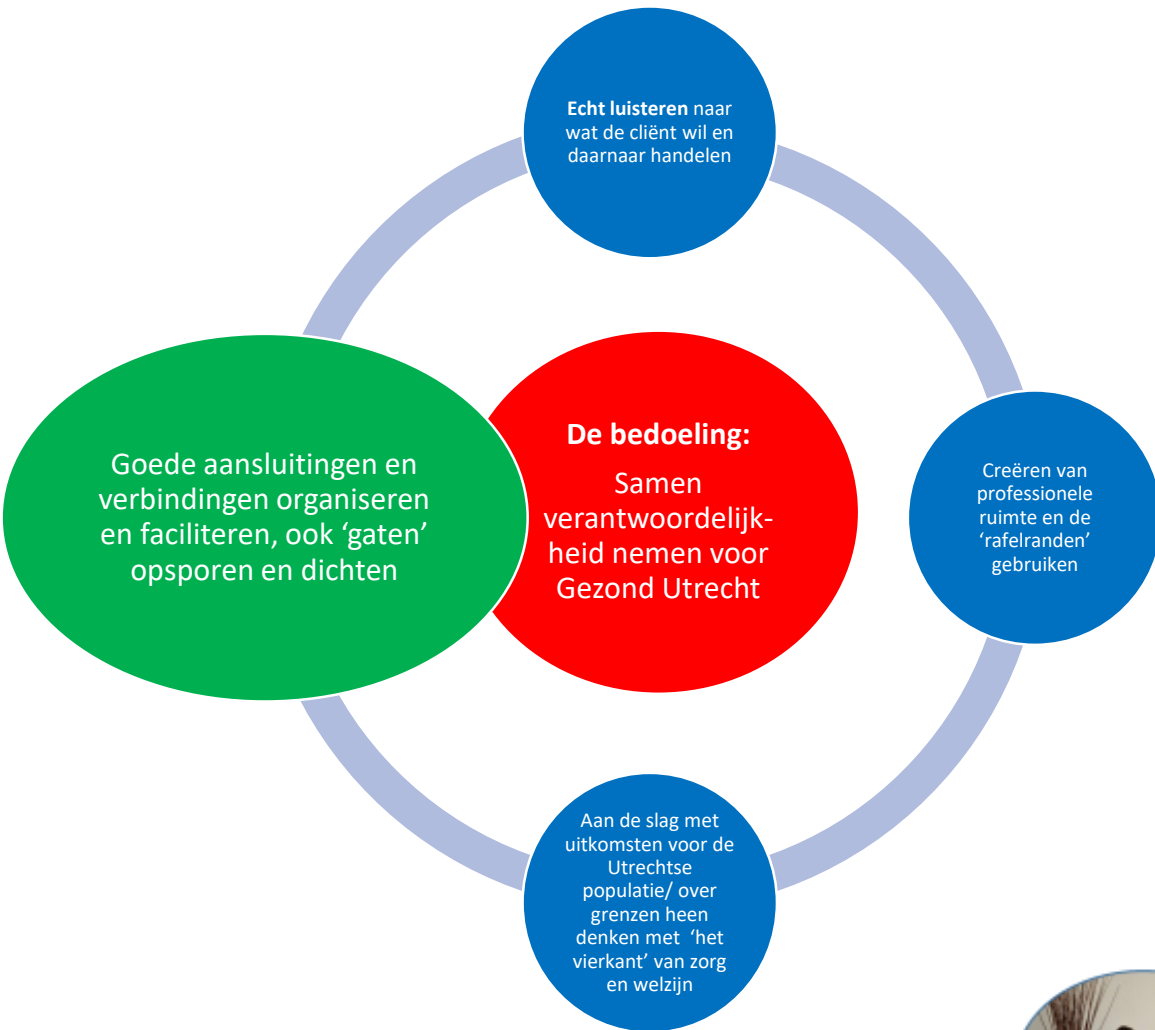 Echt luisteren naar
wat de cliënt wil en
daarnaar handelen
Goede aansluitingen en
verbindingen organiseren
en faciliteren, ook ‘gaten’
opsporen en dichten
De bedoeling:
Samen
verantwoordelijk-
heid nemen voor
Gezond Utrecht
Creëren van
professionele
ruimte en de
‘rafelranden’
gebruiken
Aan de slag met
uitkomsten voor de
Utrechtse
populatie/ over
grenzen heen
denken met ‘het
vierkant’ van zorg
en welzijn